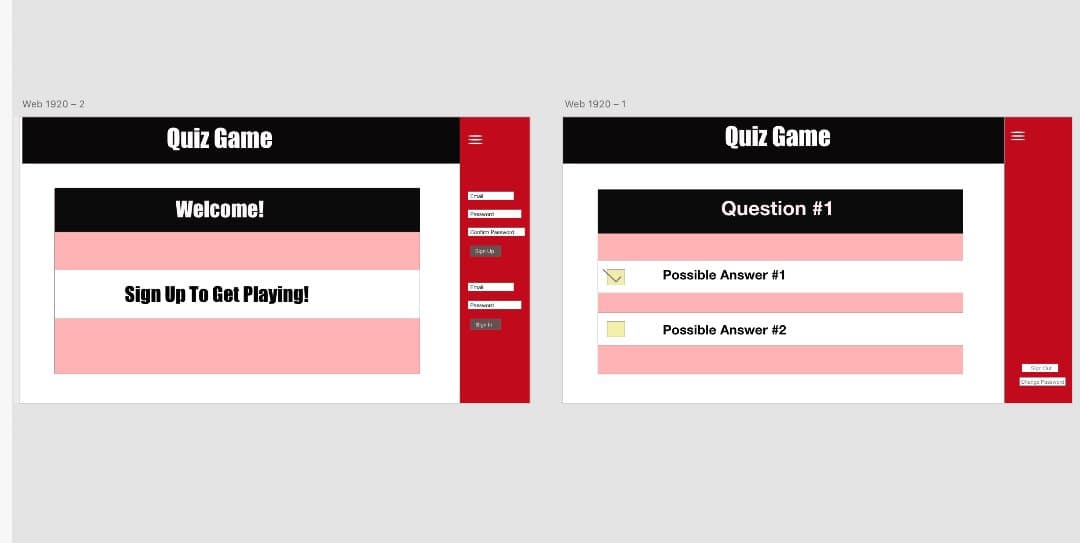 Web 1920 – 2
Quiz Game
Welcome!
Sign Up To Get Playing!
Email
Password
Confirm Password
Sign Up
Email
Password
Sign In
Web 1920 – 1
Quiz Game
Question #1
Possible Answer #1
Possible Answer #2
Sign Out
Change Password